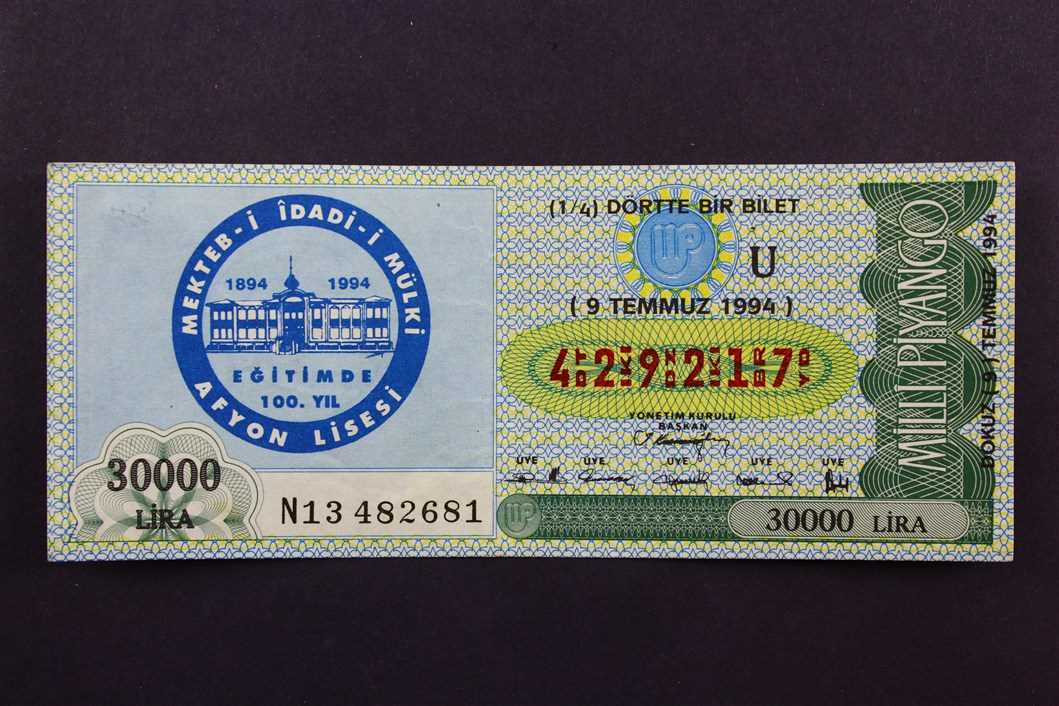 MEKTEB-İ İDADİ-İ MÜLKİ
1894 1994
EĞİTİMDE
100. YIL
AFYON LİSESİ
30000
LİRA
N13 482681
(1/4) DÖRTTE BİR BİLET
MP
U
( 9 TEMMUZ 1994 )
4 2 9 2 1 7
YÖNETİM KURULU
BAŞKAN
ÜYE ÜYE ÜYE ÜYE ÜYE
MP
30000 LİRA
MİLLİ PİYANGO
DOKUZ ( 9 ) TEMMUZ 1994